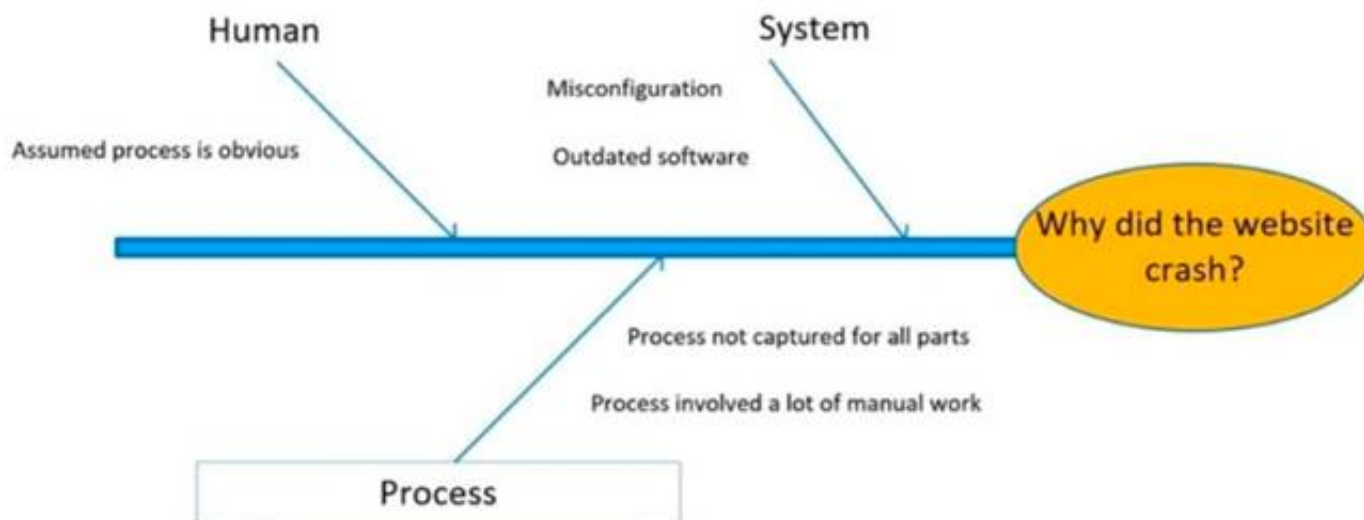 Human
System
Misconfiguration
Assumed process is obvious
Outdated software
Why did the website
crash?
Process not captured for all parts
Process involved a lot of manual work
Process